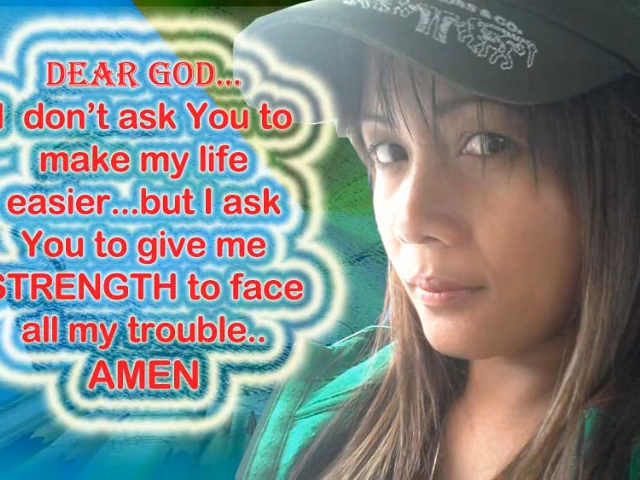 DEAR GOD...
I don't ask You to
make my life
easier...but I ask
You to give me
STRENGTH to face
all my trouble..
AMEN
& CO.